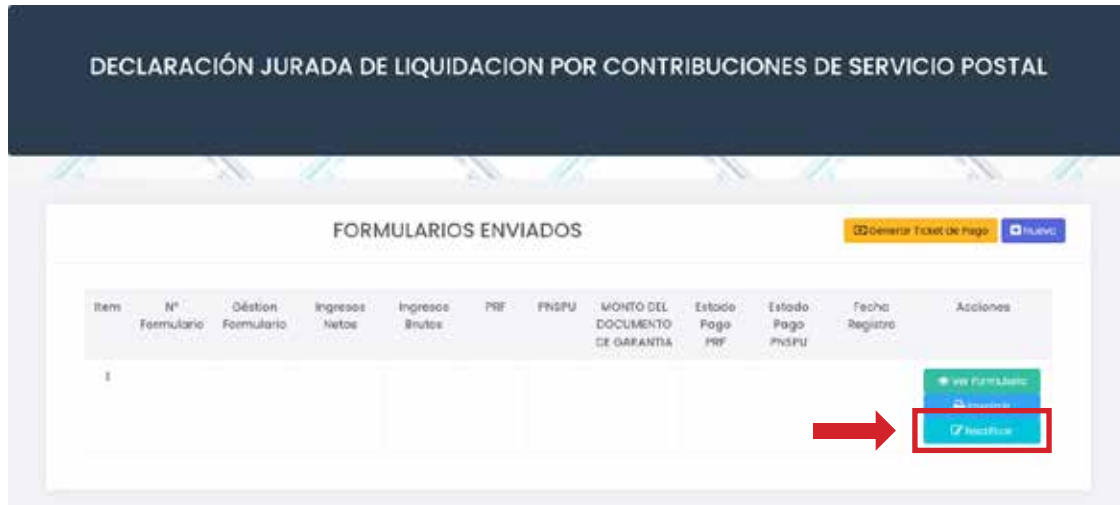 DECLARACIÓN JURADA DE LIQUIDACION POR CONTRIBUCIONES DE SERVICIO POSTAL
FORMULARIOS ENVIADOS
Generar Ticket de Pago
Nuevo
Item
N° Formulario
Géstion Formulario
Ingresos Netos
Ingresos Brutos
PRF
PNSPU
MONTO DEL DOCUMENTO DE GARANTIA
Estado Pago PRF
Estado Pago PNSPU
Fecha Registro
Acciones
1
Ver Formulario
Imprimir
Rectificar